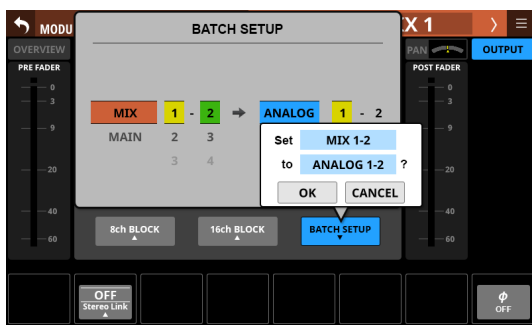 MODU
BATCH SETUP
X 1
OVERVIEW
PAN
OUTPUT
PRE FADER
POST FADER
0
3
9
20
40
60
0
3
9
20
40
60
MIX 1 - 2 → ANALOG 1 - 2
MAIN 2 3
3 4
Set MIX 1-2
to ANALOG 1-2 ?
OK CANCEL
8ch BLOCK
16ch BLOCK
BATCH SETUP
OFF
Stereo Link
ϕ
OFF